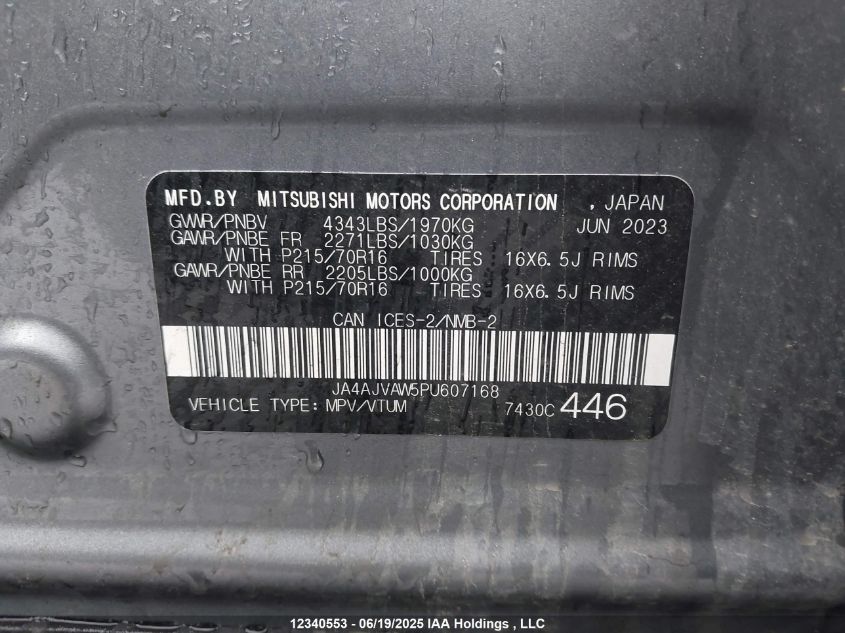 MFD.BY MITSUBISHI MOTORS CORPORATION , JAPAN
GVWR/PNBV 4343LBS/1970KG JUN 2023
GAWR/PNBE FR 2271LBS/1030KG
WITH P215/70R16 TIRES 16X6.5J RIMS
GAWR/PNBE RR 2205LBS/1000KG
WITH P215/70R16 TIRES 16X6.5J RIMS
CAN ICES-2/NMB-2
JA4AJVAW5PU607168
VEHICLE TYPE: MPV/VTUM 7430C 446
12340553 - 06/19/2025 IAA Holdings , LLC